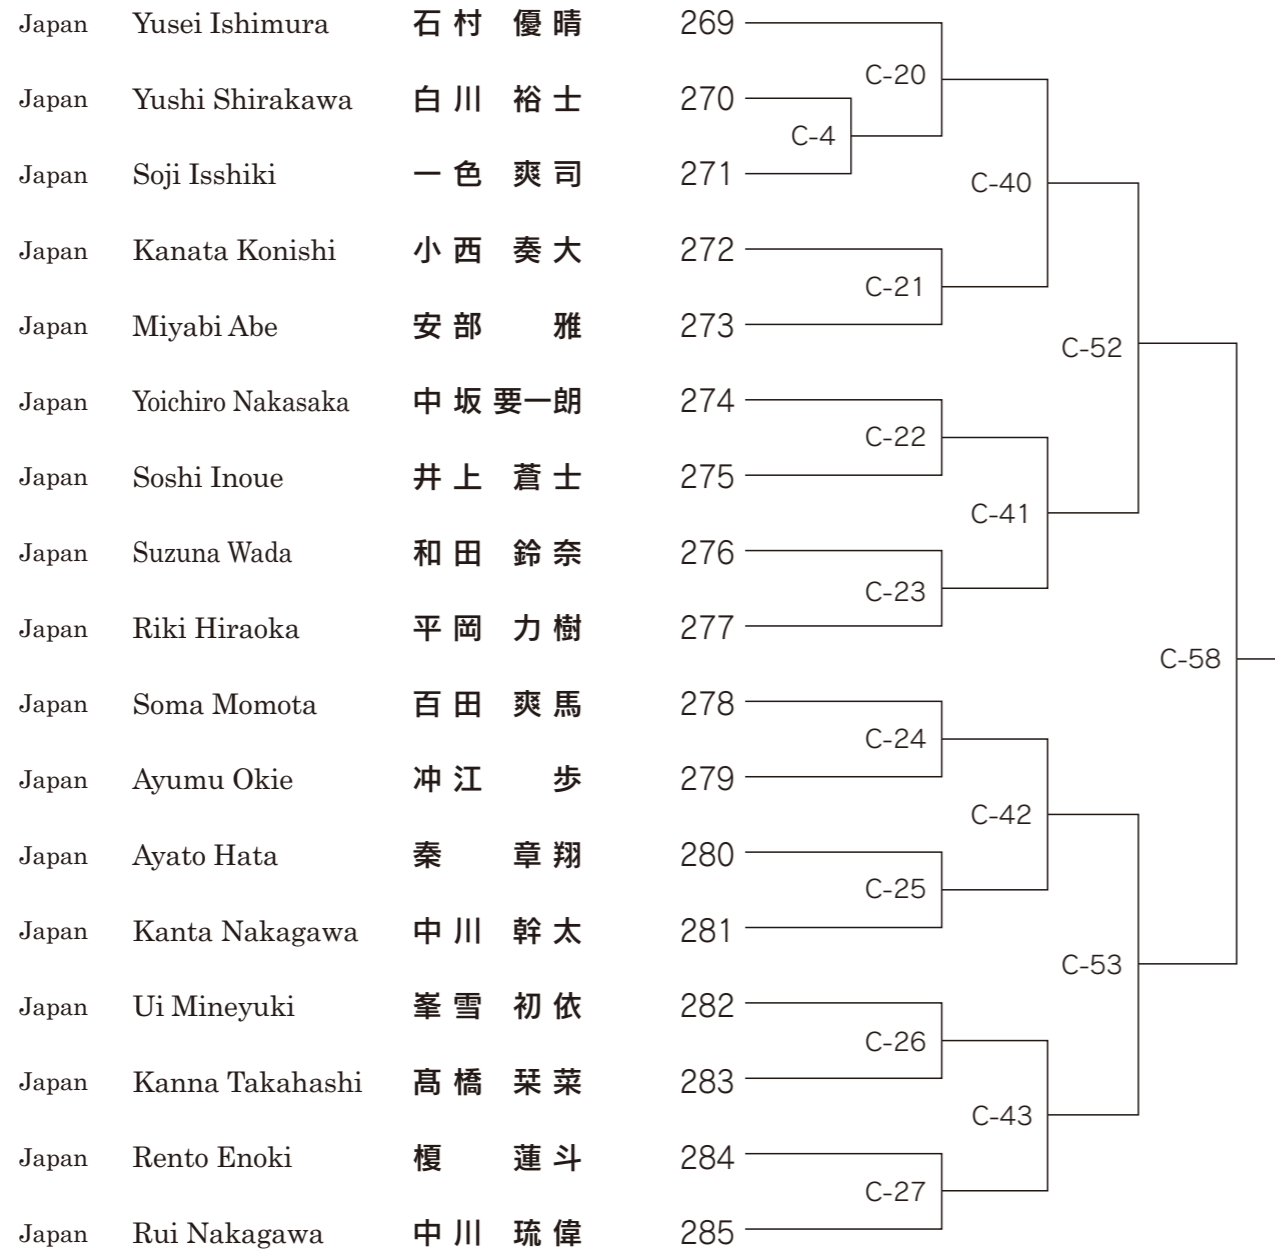 Japan Yusei Ishimura 石村 優晴 269
C-20
Japan Yushi Shirakawa 白川 裕士 270
C-4
Japan Soji Isshiki 一色 爽司 271
C-40
Japan Kanata Konishi 小西 奏大 272
C-21
Japan Miyabi Abe 安部 雅 273
C-52
Japan Yoichiro Nakasaka 中坂 要一朗 274
C-22
Japan Soshi Inoue 井上 蒼士 275
C-41
Japan Suzuna Wada 和田 鈴奈 276
C-23
Japan Riki Hiraoka 平岡 力樹 277
C-58
Japan Soma Momota 百田 爽馬 278
C-24
Japan Ayumu Okie 冲江 歩 279
C-42
Japan Ayato Hata 秦 章翔 280
C-25
Japan Kanta Nakagawa 中川 幹太 281
C-53
Japan Ui Mineyuki 峯雪 初依 282
C-26
Japan Kanna Takahashi 髙橋 栞菜 283
C-43
Japan Rento Enoki 榎 蓮斗 284
C-27
Japan Rui Nakagawa 中川 琉偉 285